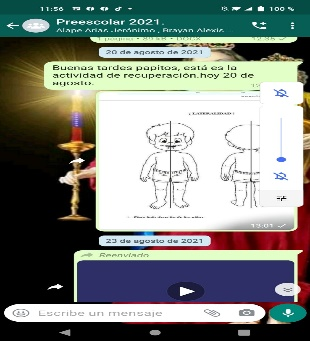 11:56
100 %
Preescolar 2021.
Alape Arias Jerónimo, Brayan Alexis
20 de agosto de 2021
Buenas tardes papitos, está es la
actividad de recuperación.hoy 20 de
agosto.
¡ LATERALIDAD !
13:01
23 de agosto de 2021
Reenviado
Escribe un mensaje